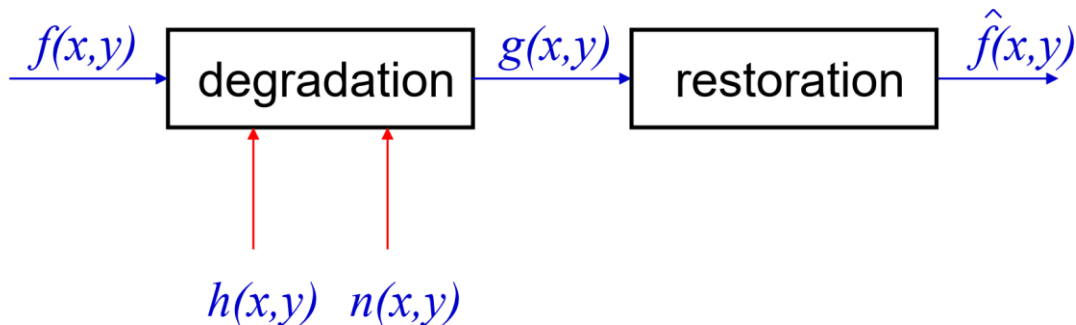 f(x,y) degradation g(x,y) restoration f̂(x,y)
h(x,y) n(x,y)